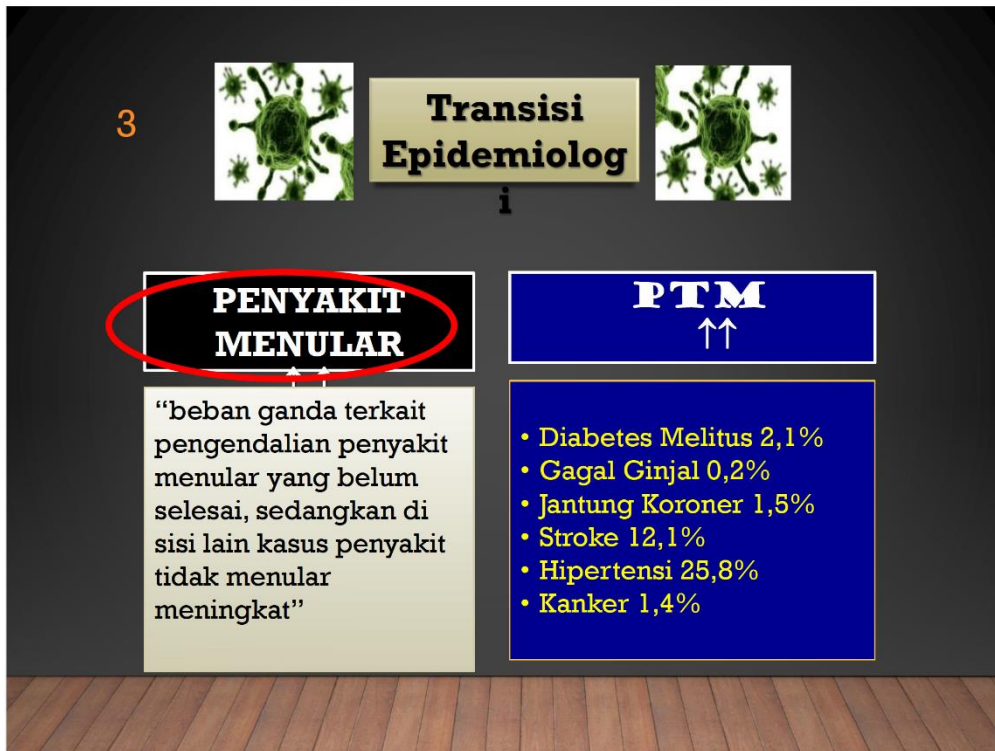 3
Transisi
Epidemiolog
i
PENYAKIT
MENULAR
↑↑
“beban ganda terkait
pengendalian penyakit
menular yang belum
selesai, sedangkan di
sisi lain kasus penyakit
tidak menular
meningkat”
PTM
↑↑
• Diabetes Melitus 2,1%
• Gagal Ginjal 0,2%
• Jantung Koroner 1,5%
• Stroke 12,1%
• Hipertensi 25,8%
• Kanker 1,4%